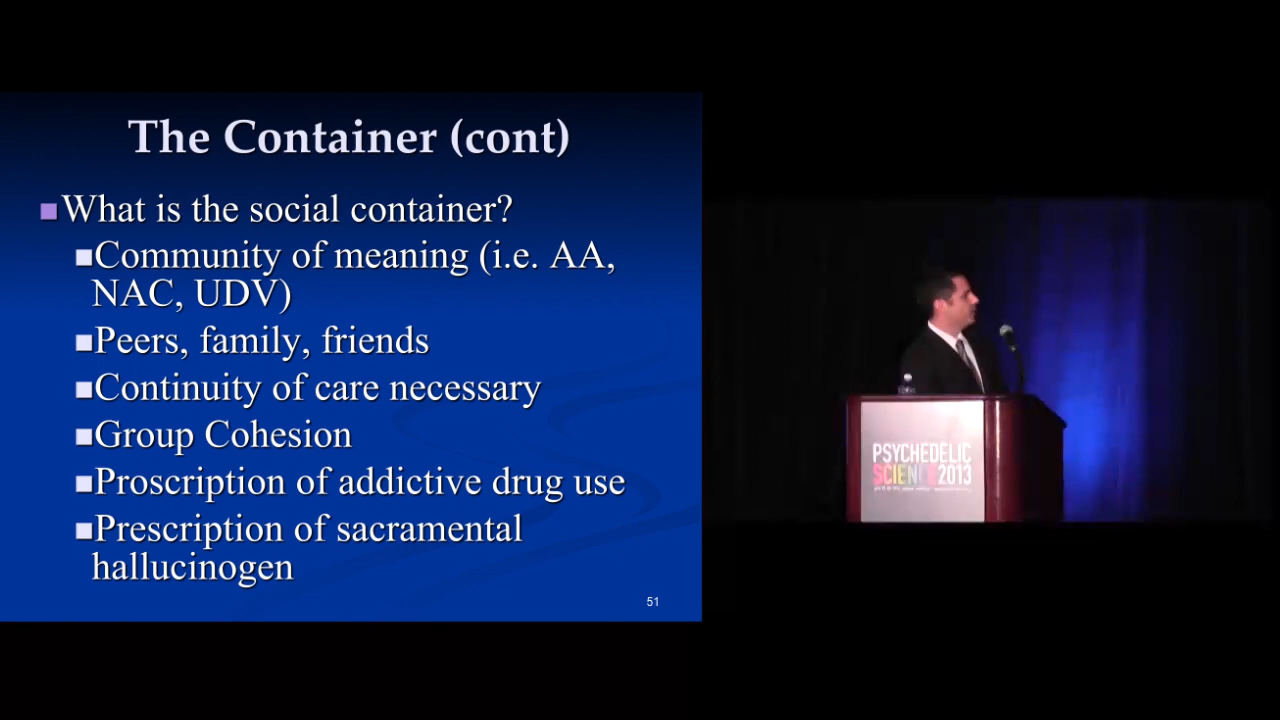 The Container (cont)
What is the social container?
Community of meaning (i.e. AA,
NAC, UDV)
Peers, family, friends
Continuity of care necessary
Group Cohesion
Proscription of addictive drug use
Prescription of sacramental
hallucinogen
51
PSYCHEDELIC
SCIENCE 2013